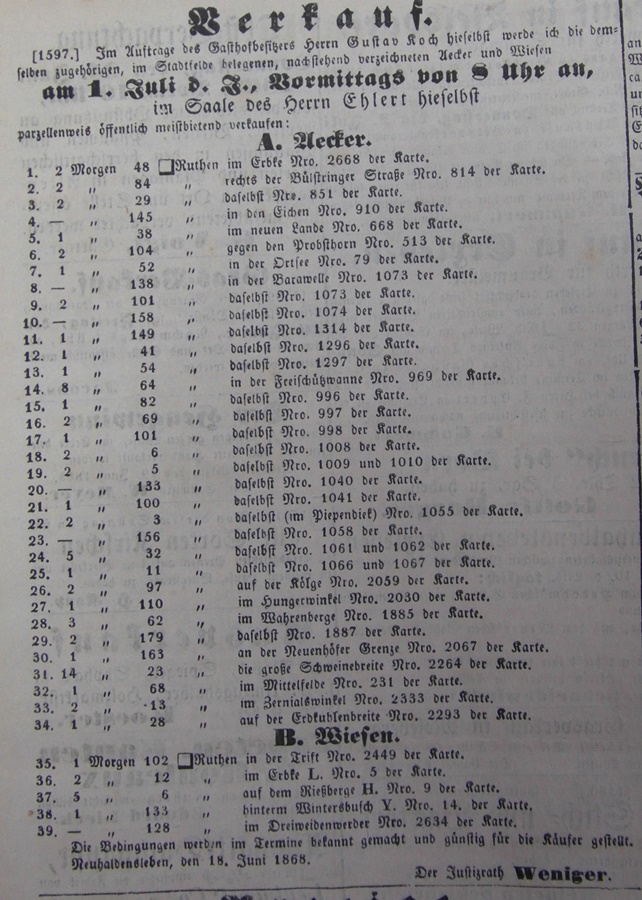 Verkauf.
[1597.] Im Auftrage des Gasthofbesitzers Herrn Gustav Koch hieselbst werde ich die dem-
selben zugehörigen, im Stadtfelde belegenen, nachstehend verzeichneten Aecker und Wiesen
am 1. Juli d. J., Vormittags von 8 Uhr an,
im Saale des Herrn Ehlert hieselbst
parzellenweis öffentlich meistbietend verkaufen:
A. Aecker.
1. 2 Morgen 48 □Ruthen im Erbke Nro. 2668 der Karte.
2. 2 „ 84 „ rechts der Bülstringer Straße Nro. 814 der Karte.
3. 2 „ 29 „ daselbst Nro. 851 der Karte.
4. — „ 145 „ in den Eichen Nro. 910 der Karte.
5. 1 „ 38 „ im neuen Lande Nro. 668 der Karte.
6. 2 „ 104 „ gegen den Probsthorn Nro. 513 der Karte.
7. 1 „ 52 „ in der Ortsee Nro. 79 der Karte.
8. — „ 138 „ in der Barawelle Nro. 1073 der Karte.
9. 2 „ 101 „ daselbst Nro. 1073 der Karte.
10. — „ 158 „ daselbst Nro. 1074 der Karte.
11. 1 „ 149 „ daselbst Nro. 1314 der Karte.
12. 1 „ 41 „ daselbst Nro. 1296 der Karte.
13. 1 „ 54 „ daselbst Nro. 1297 der Karte.
14. 8 „ 64 „ in der Freischützwanne Nro. 969 der Karte.
15. 1 „ 82 „ daselbst Nro. 996 der Karte.
16. 2 „ 69 „ daselbst Nro. 997 der Karte.
17. 1 „ 101 „ daselbst Nro. 998 der Karte.
18. 2 „ 6 „ daselbst Nro. 1008 der Karte.
19. 2 „ 5 „ daselbst Nro. 1009 und 1010 der Karte.
20. — „ 133 „ daselbst Nro. 1040 der Karte.
21. 1 „ 100 „ daselbst Nro. 1041 der Karte.
22. 2 „ 3 „ daselbst (im Piependiek) Nro. 1055 der Karte.
23. — „ 156 „ daselbst Nro. 1058 der Karte.
24. 5 „ 32 „ daselbst Nro. 1061 und 1062 der Karte.
25. 1 „ 11 „ daselbst Nro. 1066 und 1067 der Karte.
26. 2 „ 97 „ auf der Köße Nro. 2059 der Karte.
27. 1 „ 110 „ im Hungerwinkel Nro. 2030 der Karte.
28. 3 „ 62 „ im Wahrenberge Nro. 1885 der Karte.
29. 2 „ 179 „ daselbst Nro. 1887 der Karte.
30. 1 „ 163 „ an der Neuenhöfer Grenze Nro. 2067 der Karte.
31. 14 „ 23 „ die große Schweinebreite Nro. 2264 der Karte.
32. 1 „ 68 „ im Mittelfelde Nro. 231 der Karte.
33. 2 „ 13 „ im Zernialswinkel Nro. 2333 der Karte.
34. 1 „ 28 „ auf der Erdkuhlenbreite Nro. 2293 der Karte.
B. Wiesen.
35. 1 Morgen 102 □Ruthen in der Trift Nro. 2449 der Karte.
36. 2 „ 12 „ im Erbke L. Nro. 5 der Karte.
37. 5 „ 6 „ auf dem Rießberge H. Nro. 9 der Karte.
38. 1 „ 133 „ hinterm Wintersbusch Y. Nro. 14. der Karte.
39. — „ 128 „ im Dreiweidenwerder Nro. 2634 der Karte.
Die Bedingungen werden im Termine bekannt gemacht und günstig für die Käufer gestellt.
Neuhaldensleben, den 18. Juni 1868.
Der Justizrath Weniger.